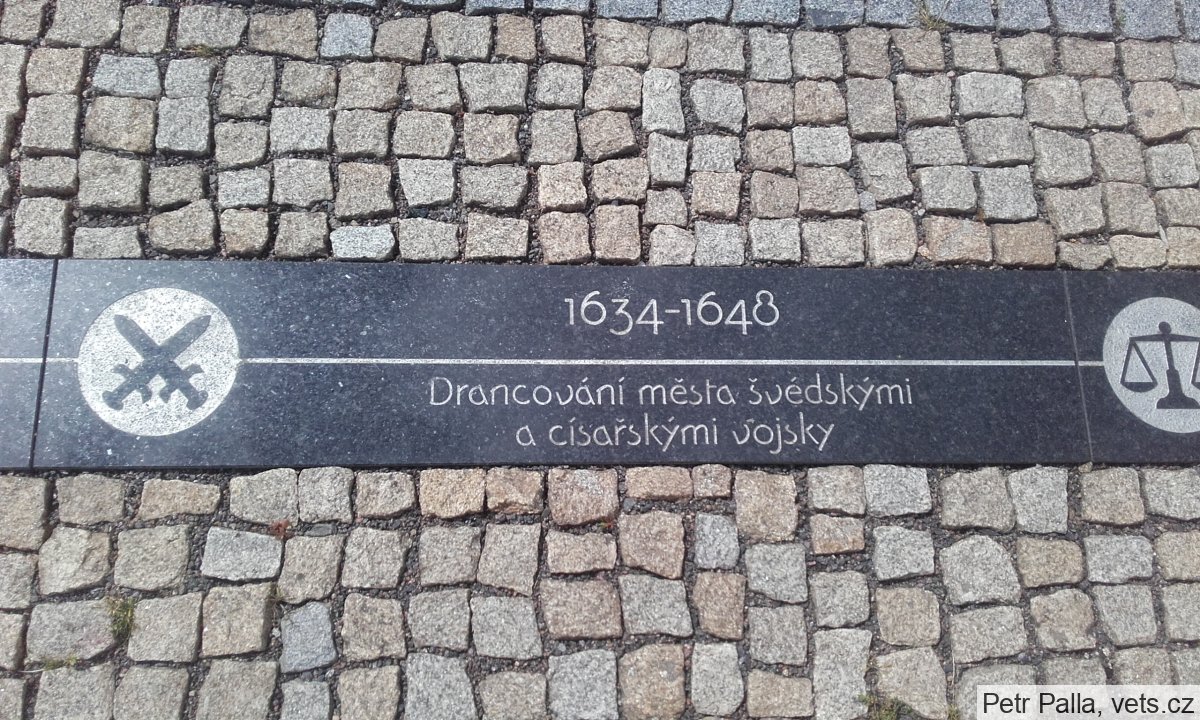 1634-1648
Drancování města švédskými
a císařskými vojsky
Petr Palla, vets.cz